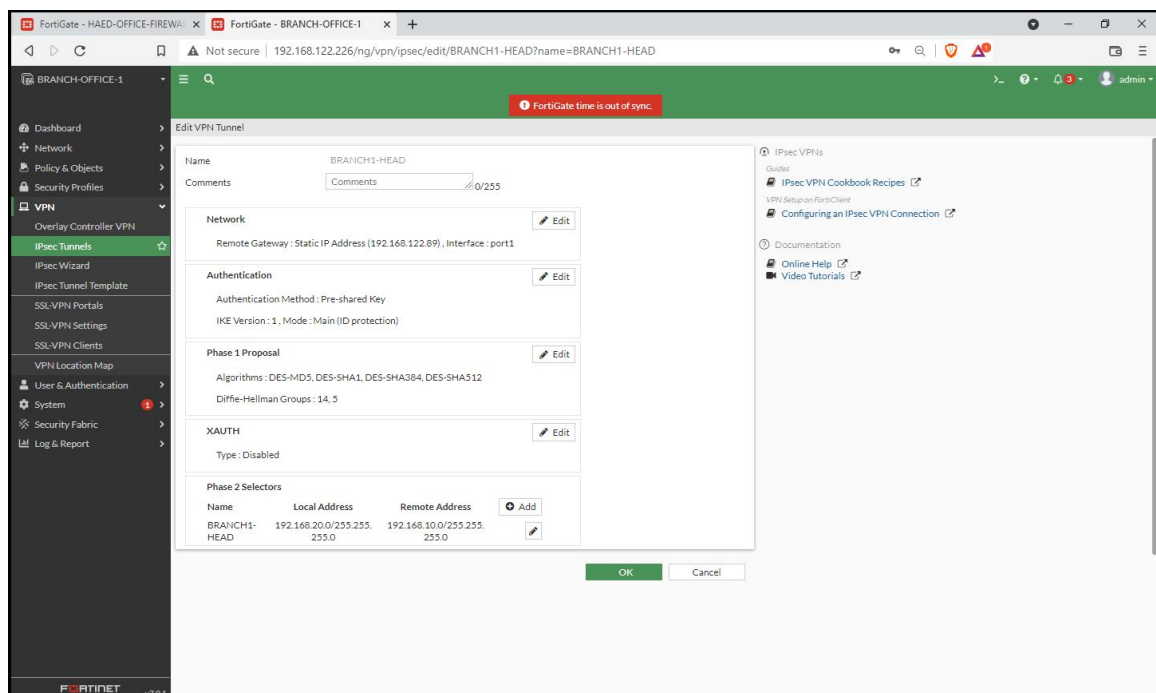 FortiGate - HAED-OFFICE-FIREWA
FortiGate - BRANCH-OFFICE-1
Not secure | 192.168.122.226/ng/vpn/ipsec/edit/BRANCH1-HEAD?name=BRANCH1-HEAD
BRANCH-OFFICE-1
3
admin
FortiGate time is out of sync.
Dashboard
Network
Policy & Objects
Security Profiles
VPN
Overlay Controller VPN
IPsec Tunnels
IPsec Wizard
IPsec Tunnel Template
SSL-VPN Portals
SSL-VPN Settings
SSL-VPN Clients
VPN Location Map
User & Authentication
System 1
Security Fabric
Log & Report
FORTINET
Edit VPN Tunnel
Name BRANCH1-HEAD
Comments Comments 0/255
Network Edit
Remote Gateway : Static IP Address (192.168.122.89) , Interface : port1
Authentication Edit
Authentication Method : Pre-shared Key
IKE Version : 1 , Mode : Main (ID protection)
Phase 1 Proposal Edit
Algorithms : DES-MD5, DES-SHA1, DES-SHA384, DES-SHA512
Diffie-Hellman Groups : 14, 5
XAUTH Edit
Type : Disabled
Phase 2 Selectors
Name Local Address Remote Address Add
BRANCH1- 192.168.20.0/255.255. 192.168.10.0/255.255.
HEAD 255.0 255.0
OK Cancel
IPsec VPNs
Guides
IPsec VPN Cookbook Recipes
VPN Setup on FortiClient
Configuring an IPsec VPN Connection
Documentation
Online Help
Video Tutorials